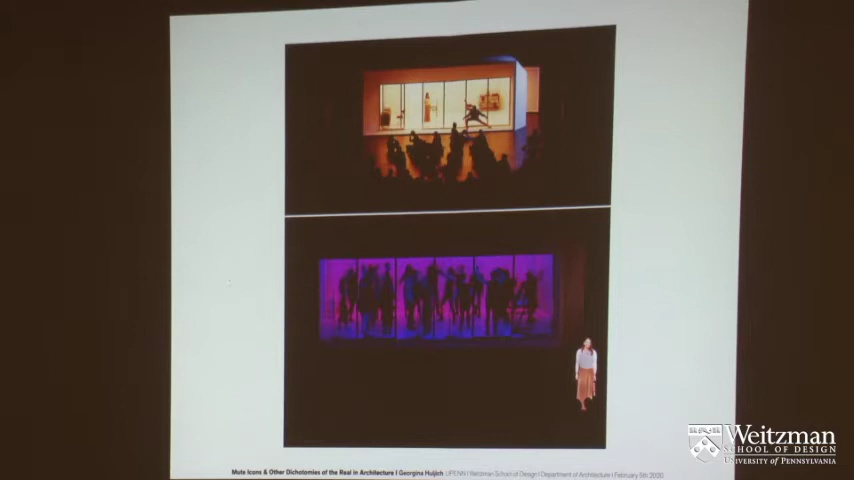 Weitzman
SCHOOL OF DESIGN
UNIVERSITY of PENNSYLVANIA
Mute Icons & Other Dichotomies of the Real in Architecture I Georgina Huljich UPENN I Weitzman School of Design I Department of Architecture I February 5th 2020